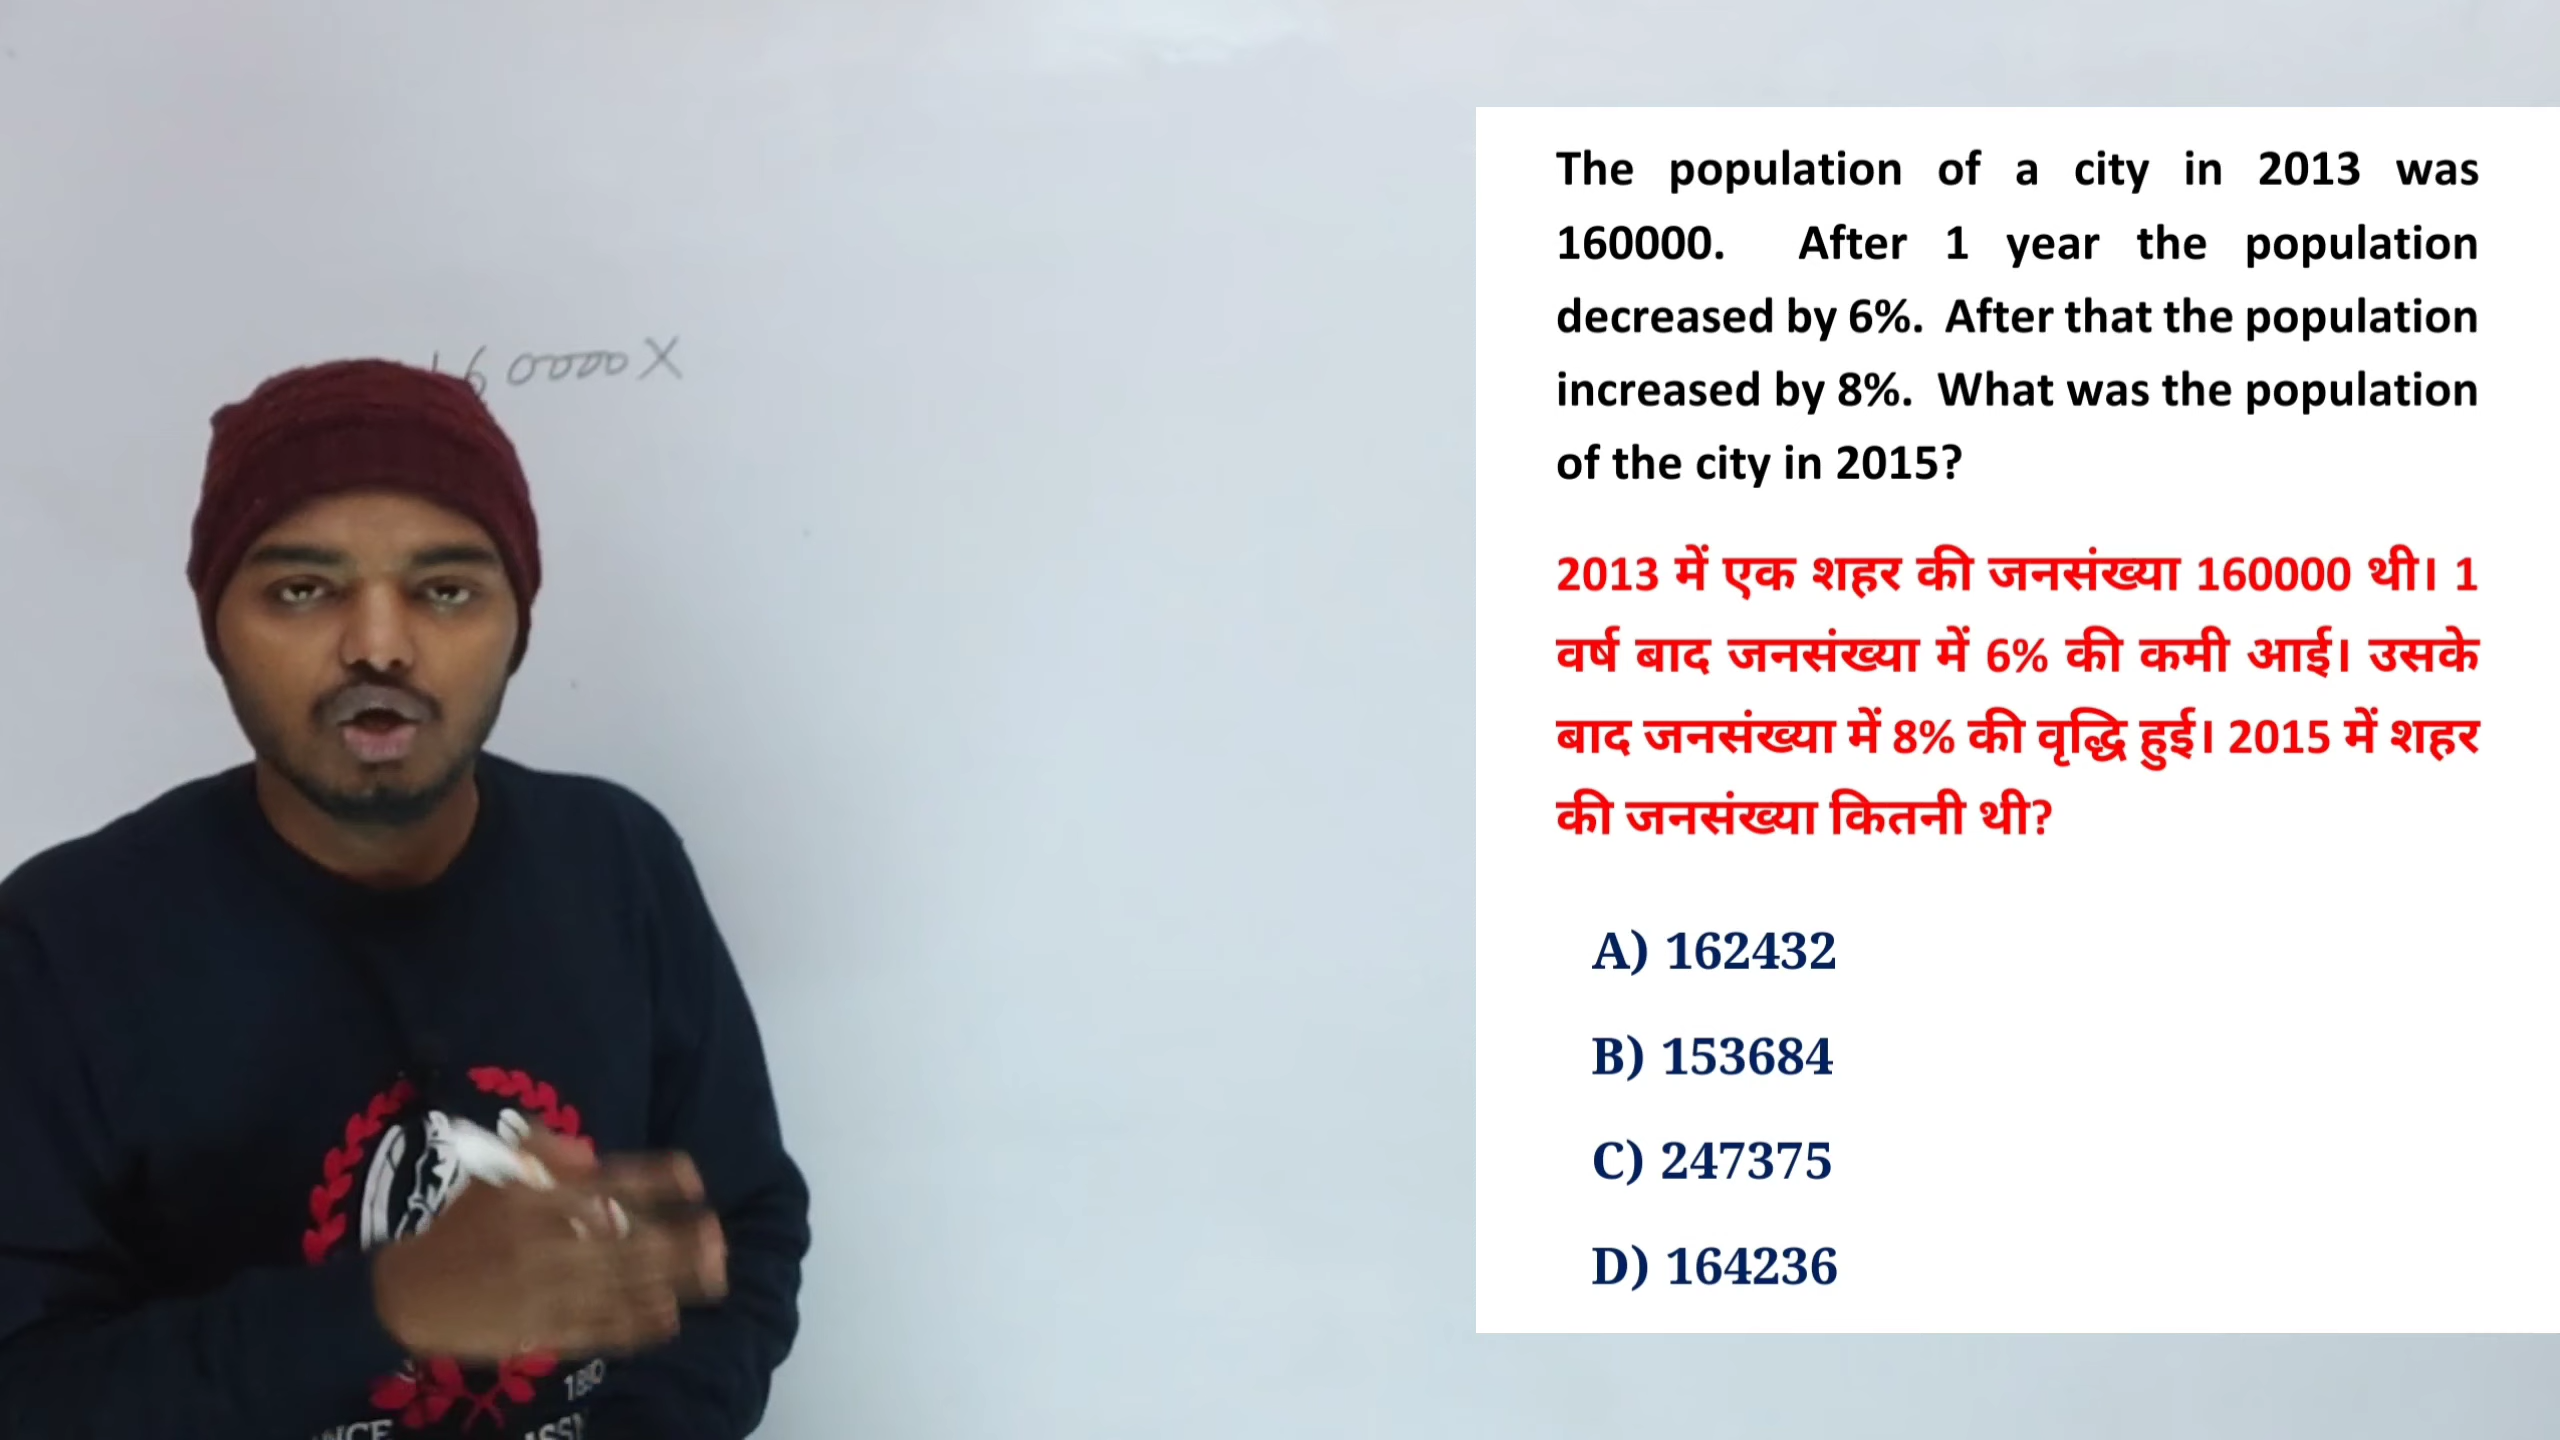 160000 X
The population of a city in 2013 was
160000. After 1 year the population
decreased by 6%. After that the population
increased by 8%. What was the population
of the city in 2015?
2013 में एक शहर की जनसंख्या 160000 थी। 1
वर्ष बाद जनसंख्या में 6% की कमी आई। उसके
बाद जनसंख्या में 8% की वृद्धि हुई। 2015 में शहर
की जनसंख्या कितनी थी?
A) 162432
B) 153684
C) 247375
D) 164236